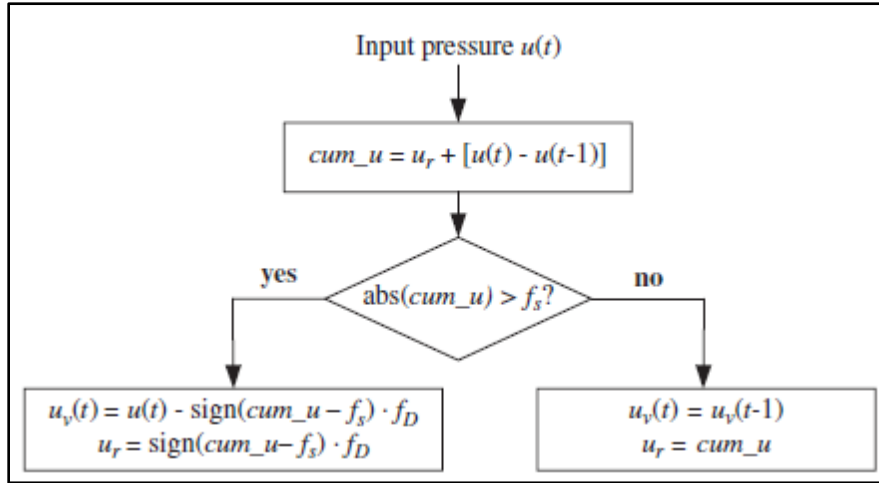 Input pressure u(t)
cum_u = u_r + [u(t) - u(t-1)]
yes
abs(cum_u) > f_s?
no
u_v(t) = u(t) - sign(cum_u – f_s) · f_D
u_r = sign(cum_u– f_s) · f_D
u_v(t) = u_v(t-1)
u_r = cum_u